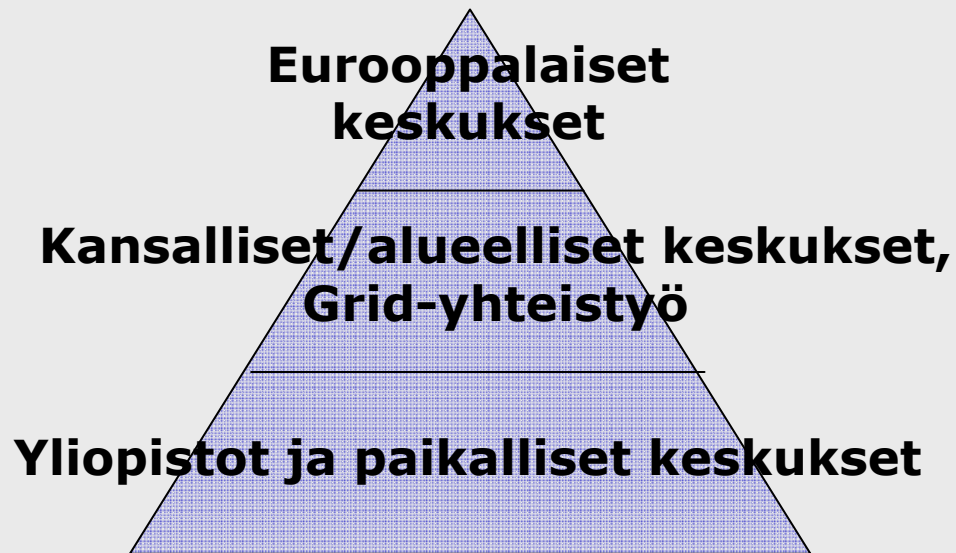 Eurooppalaiset
keskukset
Kansalliset/alueelliset keskukset,
Grid-yhteistyö
Yliopistot ja paikalliset keskukset